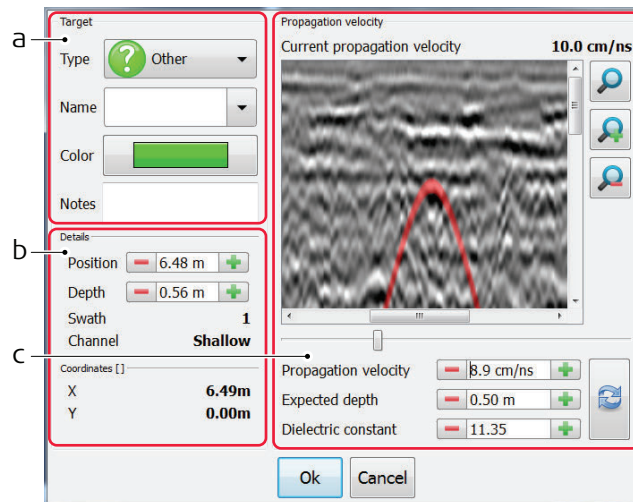 Target
a
Type ? Other
Name
Color
Notes
b
Details
Position 6.48 m
Depth 0.56 m
Swath 1
Channel Shallow
Coordinates [ ]
X 6.49m
Y 0.00m
Propagation velocity
Current propagation velocity 10.0 cm/ns
c
Propagation velocity 8.9 cm/ns
Expected depth 0.50 m
Dielectric constant 11.35
Ok Cancel